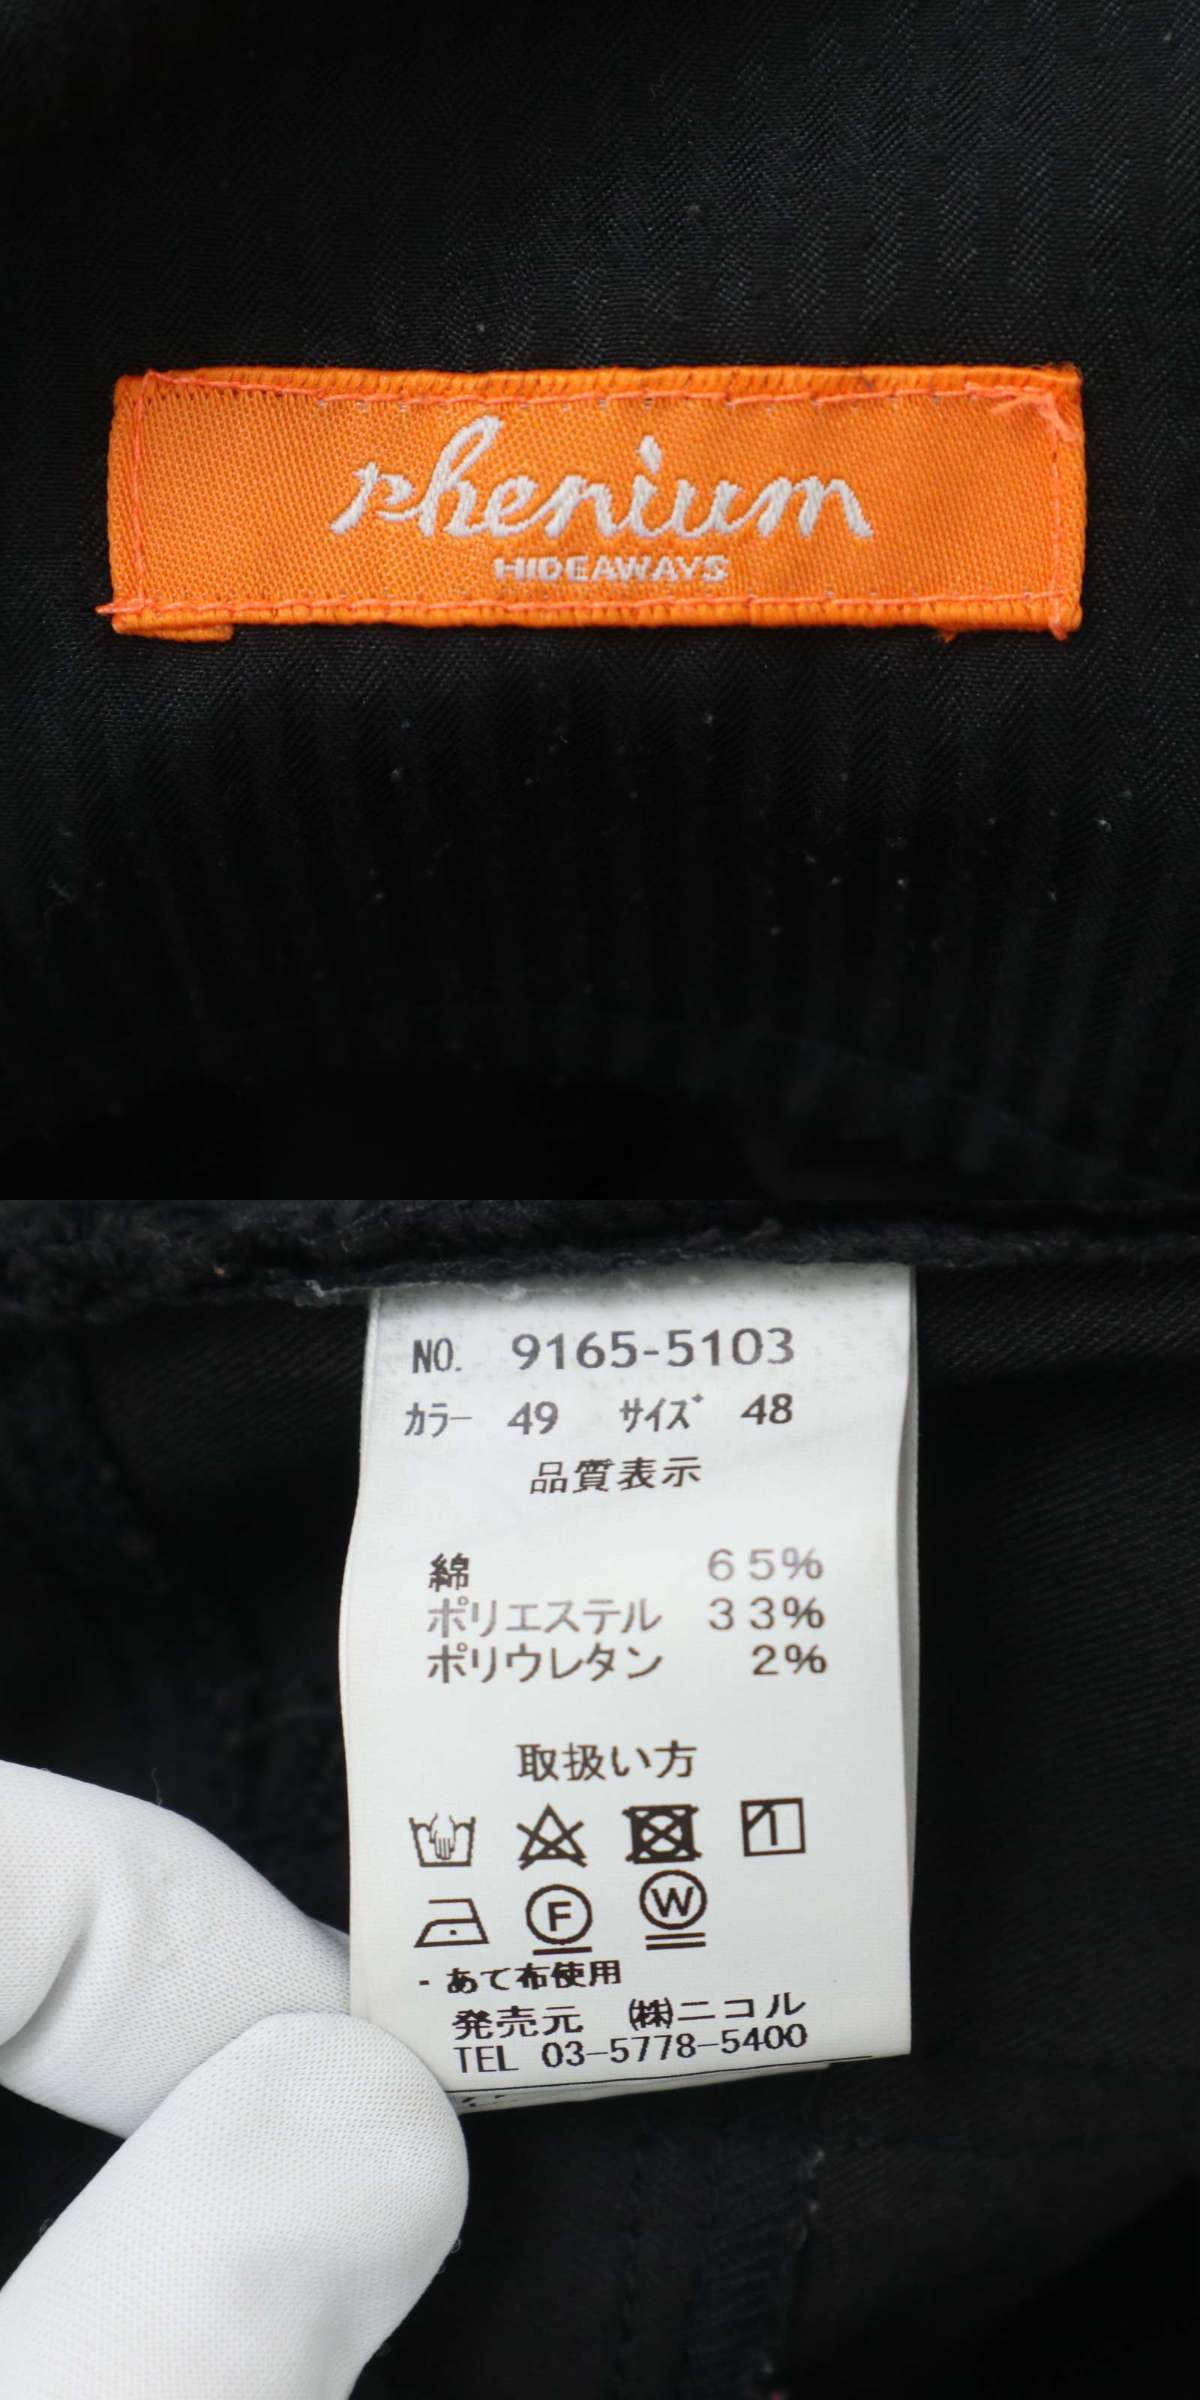 rhenium
HIDEAWAYS
NO. 9165-5103
カラー 49 サイズ 48
品質表示
綿 65%
ポリエステル 33%
ポリウレタン 2%
取扱い方
F W
・あて布使用
発売元 ㈱ニコル
TEL 03-5778-5400